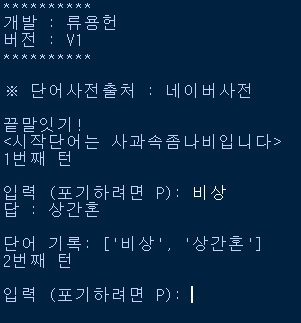 **********
개발 : 류용헌
버전 : V1
**********
※ 단어사전출처 : 네이버사전
끝말잇기!
<시작단어는 사과속좀나비입니다>
1번째 턴
입력 (포기하려면 P): 비상
답 : 상간혼
단어 기록: ['비상', '상간혼']
2번째 턴
입력 (포기하려면 P):